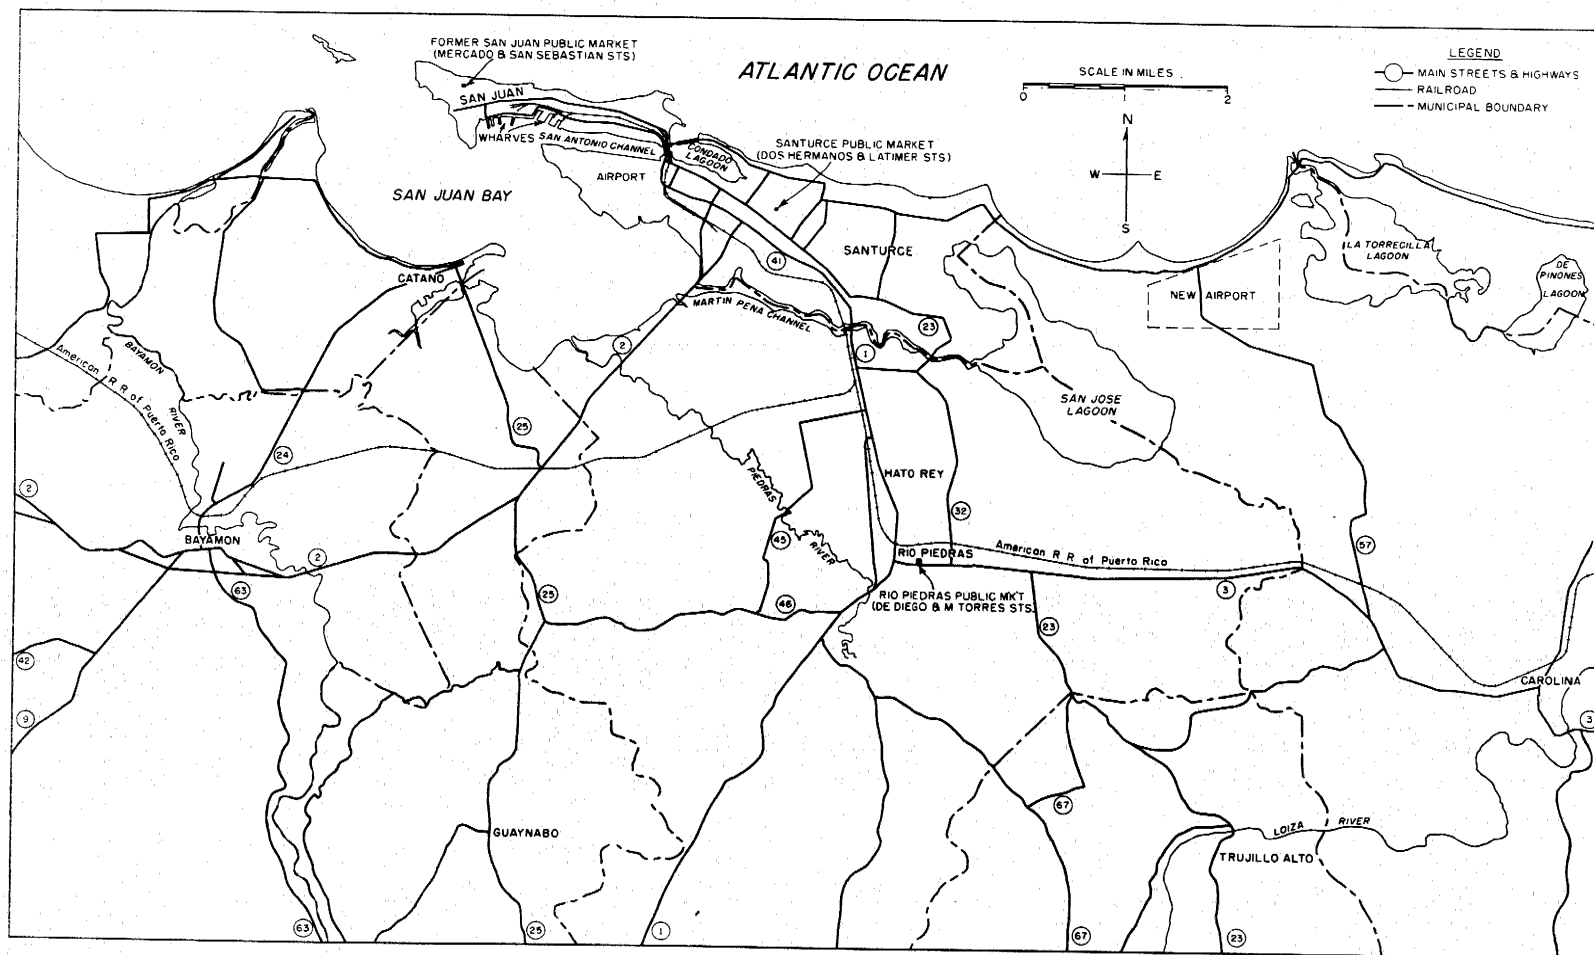 FORMER SAN JUAN PUBLIC MARKET
(MERCADO & SAN SEBASTIAN STS)
ATLANTIC OCEAN
SCALE IN MILES
0 1 2
LEGEND
MAIN STREETS & HIGHWAYS
RAILROAD
MUNICIPAL BOUNDARY
N
W E
S
SAN JUAN
WHARVES
SAN ANTONIO CHANNEL
CONDADO
LAGOON
SANTURCE PUBLIC MARKET
(DOS HERMANOS & LATIMER STS)
AIRPORT
SAN JUAN BAY
SANTURCE
41
LA TORRECILLA
LAGOON
DE
PINONES
LAGOON
CATANO
NEW AIRPORT
MARTIN PENA CHANNEL
23
1
2
BAYAMON
RIVER
American R R. of Puerto Rico
SAN JOSE
LAGOON
25
24
HATO REY
PIEDRAS
RIVER
2
32
45
BAYAMON
2
RIO PIEDRAS
American R R of Puerto Rico
57
63
25
46
RIO PIEDRAS PUBLIC MK'T
(DE DIEGO & M TORRES STS.
3
23
42
CAROLINA
9
3
67
GUAYNABO
LOIZA RIVER
TRUJILLO ALTO
63
25
1
67
23